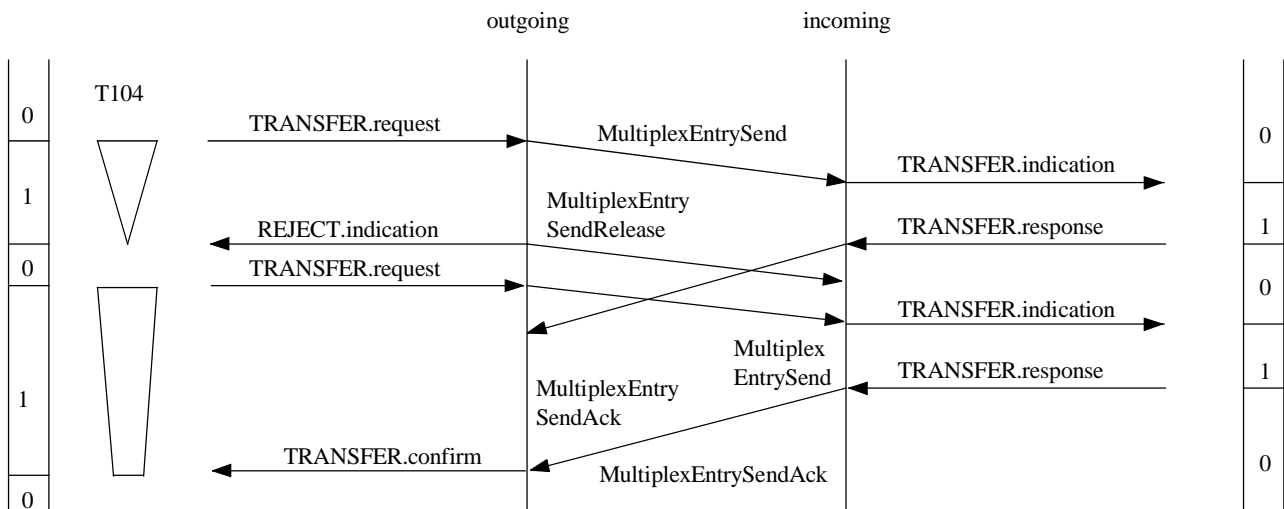 outgoing
incoming
T104
0
TRANSFER.request
MultiplexEntrySend
0
TRANSFER.indication
1
MultiplexEntry
SendRelease
REJECT.indication
TRANSFER.response
1
0
TRANSFER.request
0
TRANSFER.indication
Multiplex
EntrySend
TRANSFER.response
1
1
MultiplexEntry
SendAck
TRANSFER.confirm
MultiplexEntrySendAck
0
0